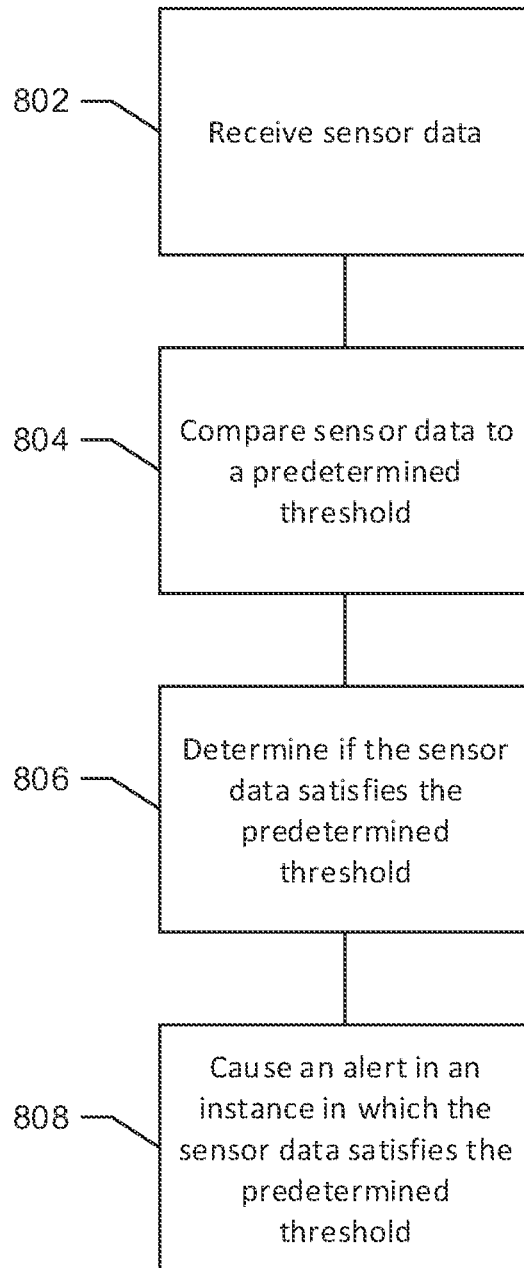 802
Receive sensor data
804
Compare sensor data to
a predetermined
threshold
806
Determine if the sensor
data satisfies the
predetermined
threshold
808
Cause an alert in an
instance in which the
sensor data satisfies the
predetermined
threshold